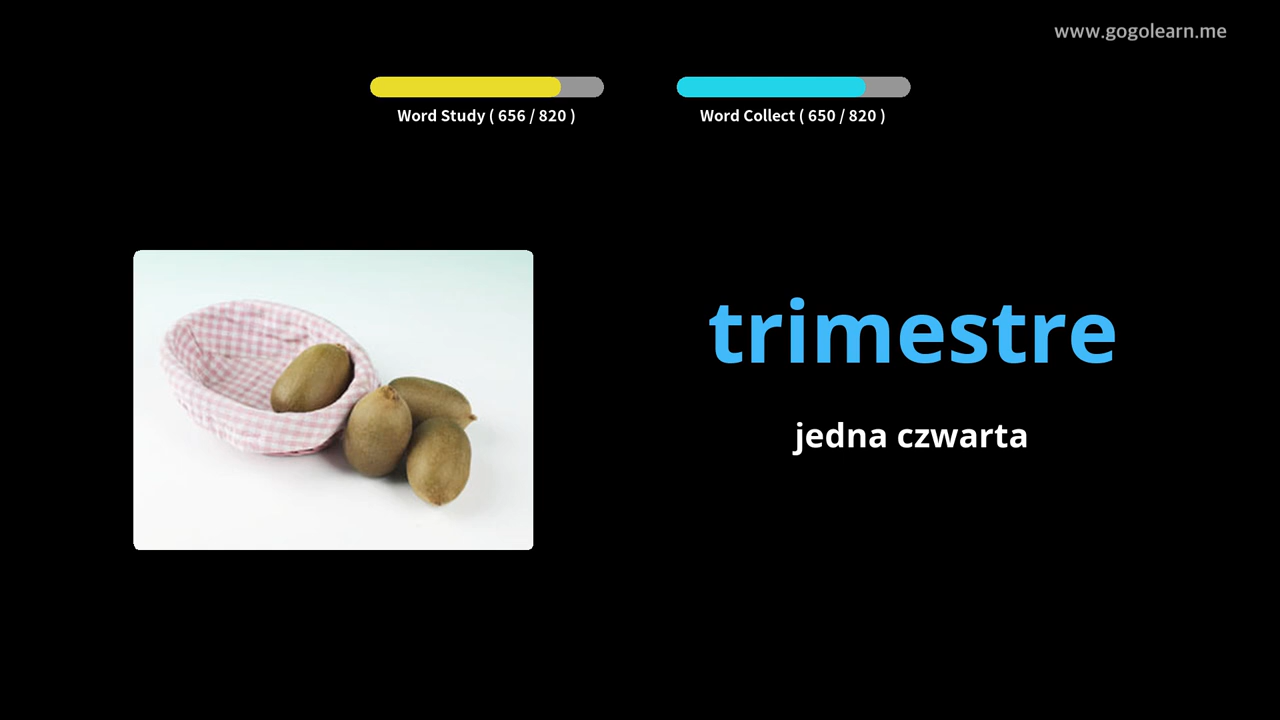 www.gogolearn.me
Word Study ( 656 / 820 )
Word Collect ( 650 / 820 )
trimestre
jedna czwarta